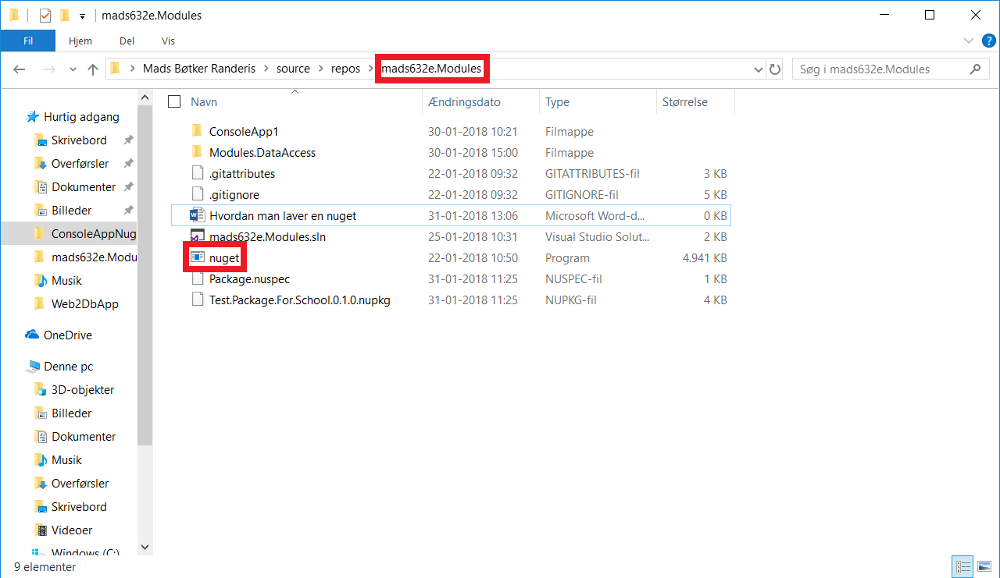 mads632e.Modules
Fil Hjem Del Vis
Mads Bøtker Randeris source repos mads632e.Modules Søg i mads632e.Modules
Navn Ændringsdato Type Størrelse
Hurtig adgang
Skrivebord
Overførsler
Dokumenter
Billeder
ConsoleAppNug
mads632e.Modu
Musik
Web2DbApp
OneDrive
Denne pc
3D-objekter
Billeder
Dokumenter
Musik
Overførsler
Skrivebord
Videoer
Windows (C:)
ConsoleApp1 30-01-2018 10:21 Filmappe
Modules.DataAccess 30-01-2018 15:00 Filmappe
.gitattributes 22-01-2018 09:32 GITATTRIBUTES-fil 3 KB
.gitignore 22-01-2018 09:32 GITIGNORE-fil 5 KB
Hvordan man laver en nuget 31-01-2018 13:06 Microsoft Word-d... 0 KB
mads632e.Modules.sln 25-01-2018 10:31 Visual Studio Solut... 2 KB
nuget 22-01-2018 10:50 Program 4.941 KB
Package.nuspec 31-01-2018 11:25 NUSPEC-fil 1 KB
Test.Package.For.School.0.1.0.nupkg 31-01-2018 11:25 NUPKG-fil 4 KB
9 elementer